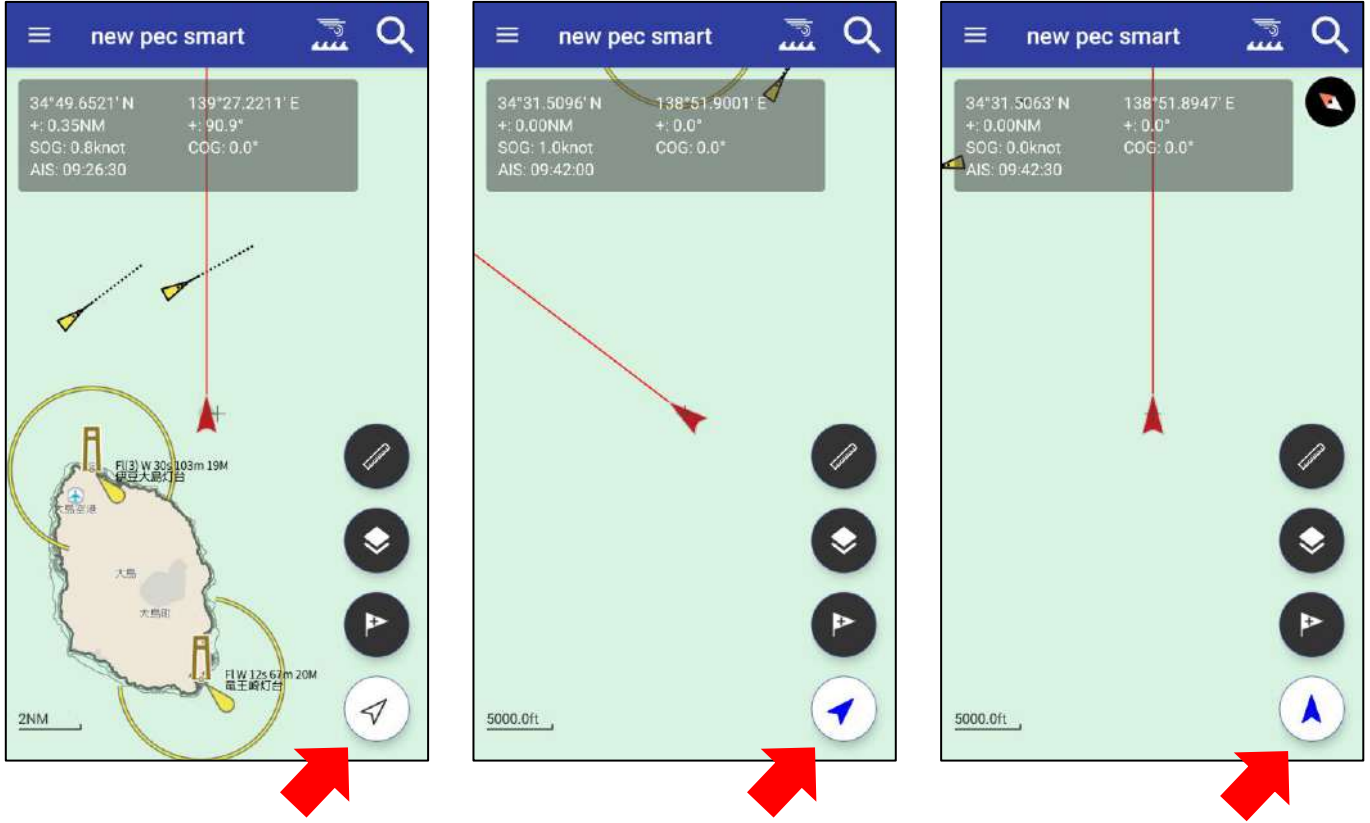 new pec smart
34°49.6521' N 139°27.2211' E
+: 0.35NM +: 90.9°
SOG: 0.8knot COG: 0.0°
AIS: 09:26:30
Fl(3) W 30s 103m 19M
伊豆大島灯台
大島空港
大島
大島町
Fl W 12s 67m 20M
竜王崎灯台
2NM
new pec smart
34°31.5096' N 138°51.9001' E
+: 0.00NM +: 0.0°
SOG: 1.0knot COG: 0.0°
AIS: 09:42:00
5000.0ft
new pec smart
34°31.5063' N 138°51.8947' E
+: 0.00NM +: 0.0°
SOG: 0.0knot COG: 0.0°
AIS: 09:42:30
5000.0ft